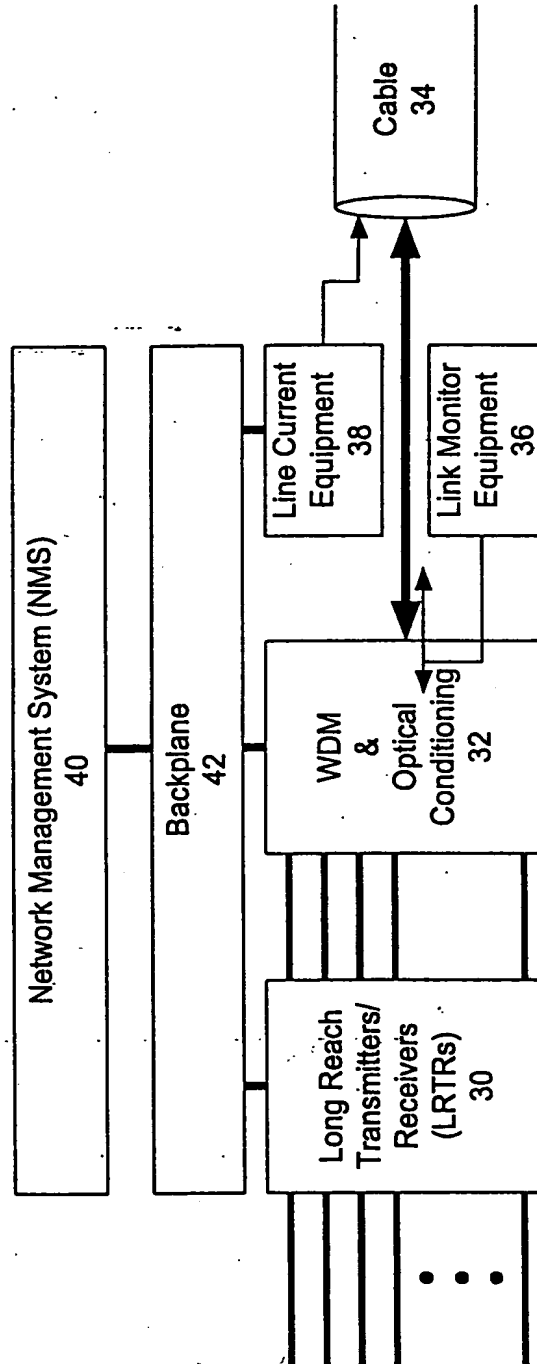 Network Management System (NMS)
40
Backplane
42
Long Reach
Transmitters/
Receivers
(LRTRs)
30
WDM
&
Optical
Conditioning
32
Line Current
Equipment
38
Link Monitor
Equipment
36
Cable
34